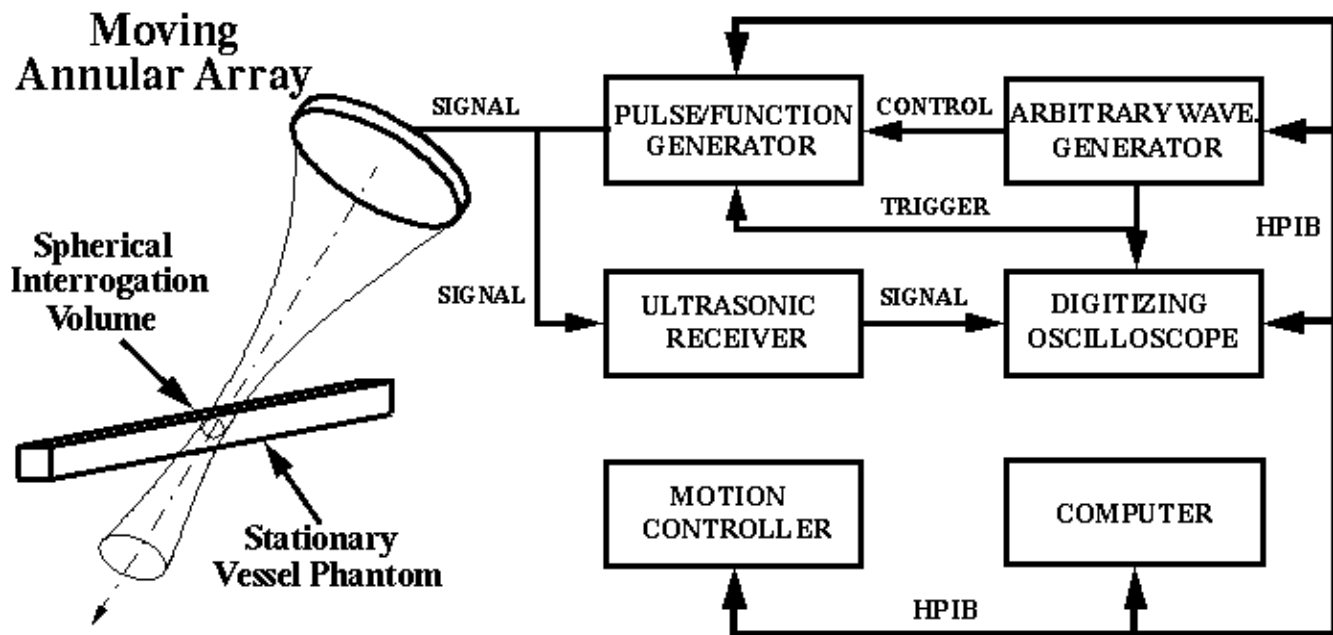 Moving
Annular Array
SIGNAL
PULSE/FUNCTION
GENERATOR
CONTROL
ARBITRARY WAVE.
GENERATOR
TRIGGER
HPIB
Spherical
Interrogation
Volume
SIGNAL
ULTRASONIC
RECEIVER
SIGNAL
DIGITIZING
OSCILLOSCOPE
Stationary
Vessel Phantom
MOTION
CONTROLLER
COMPUTER
HPIB